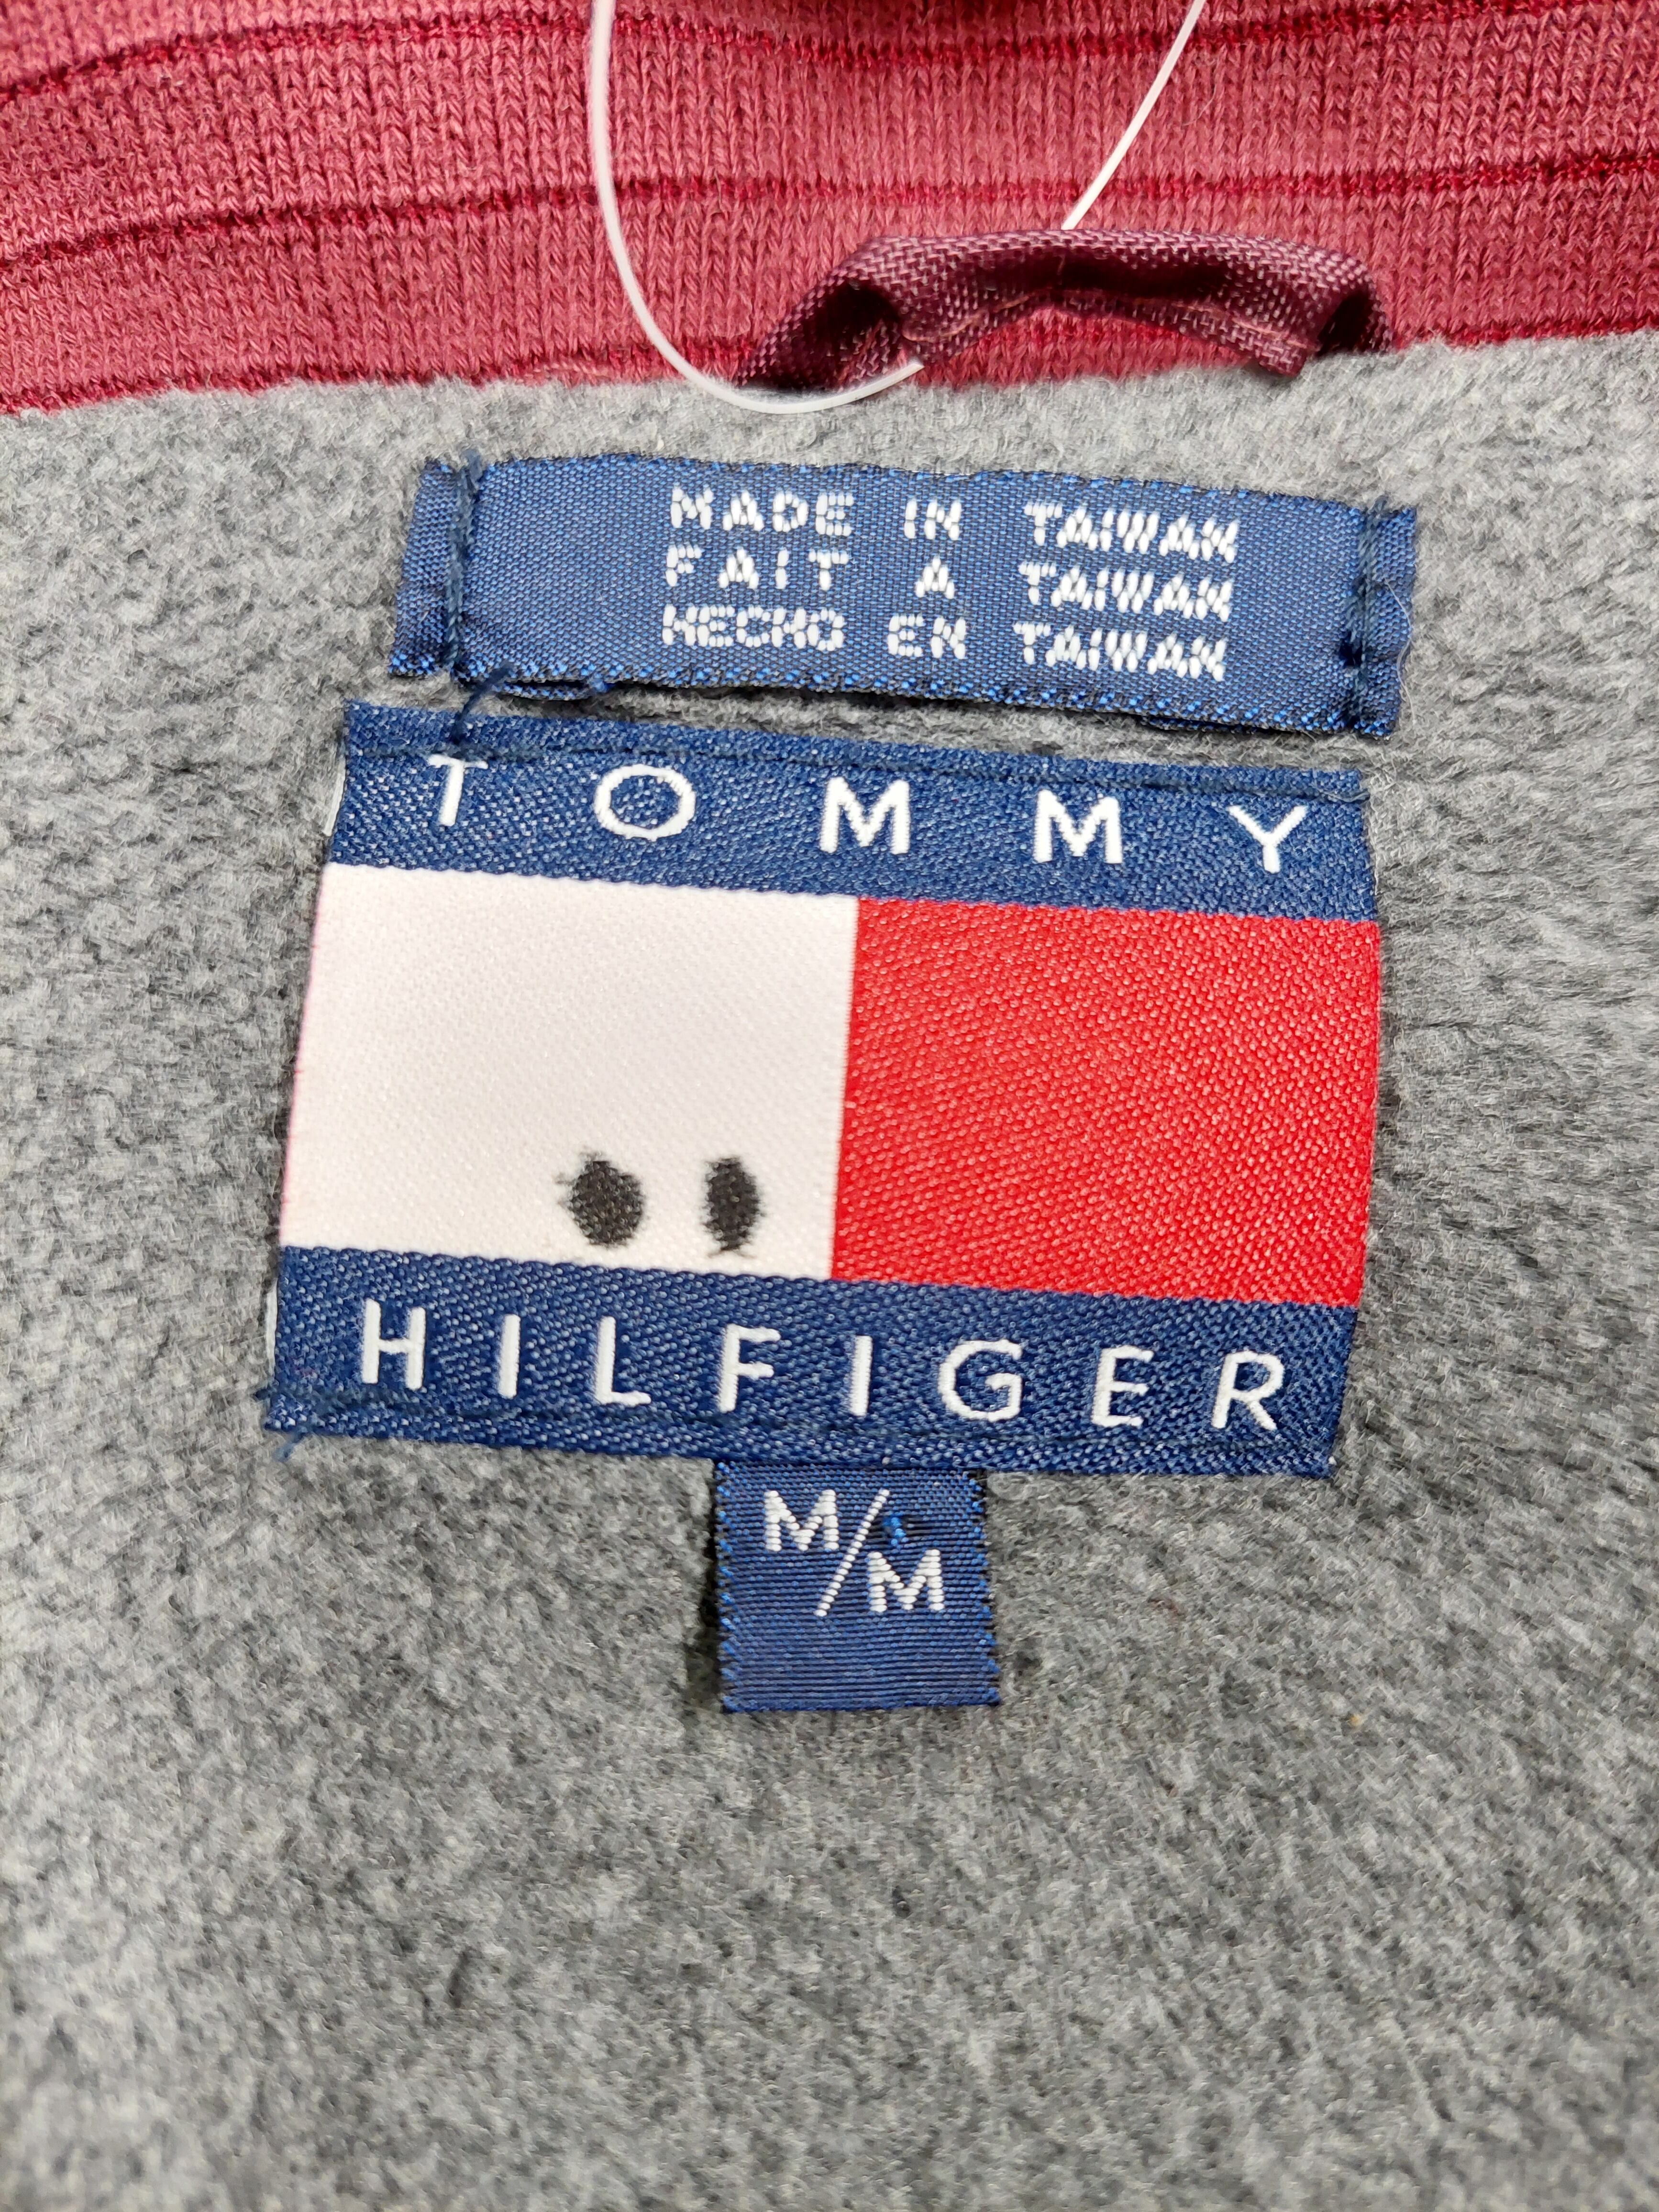 MADE IN TAIWAN
FAIT A TAIWAN
HECHO EN TAIWAN
TOMMY
HILFIGER
M/M